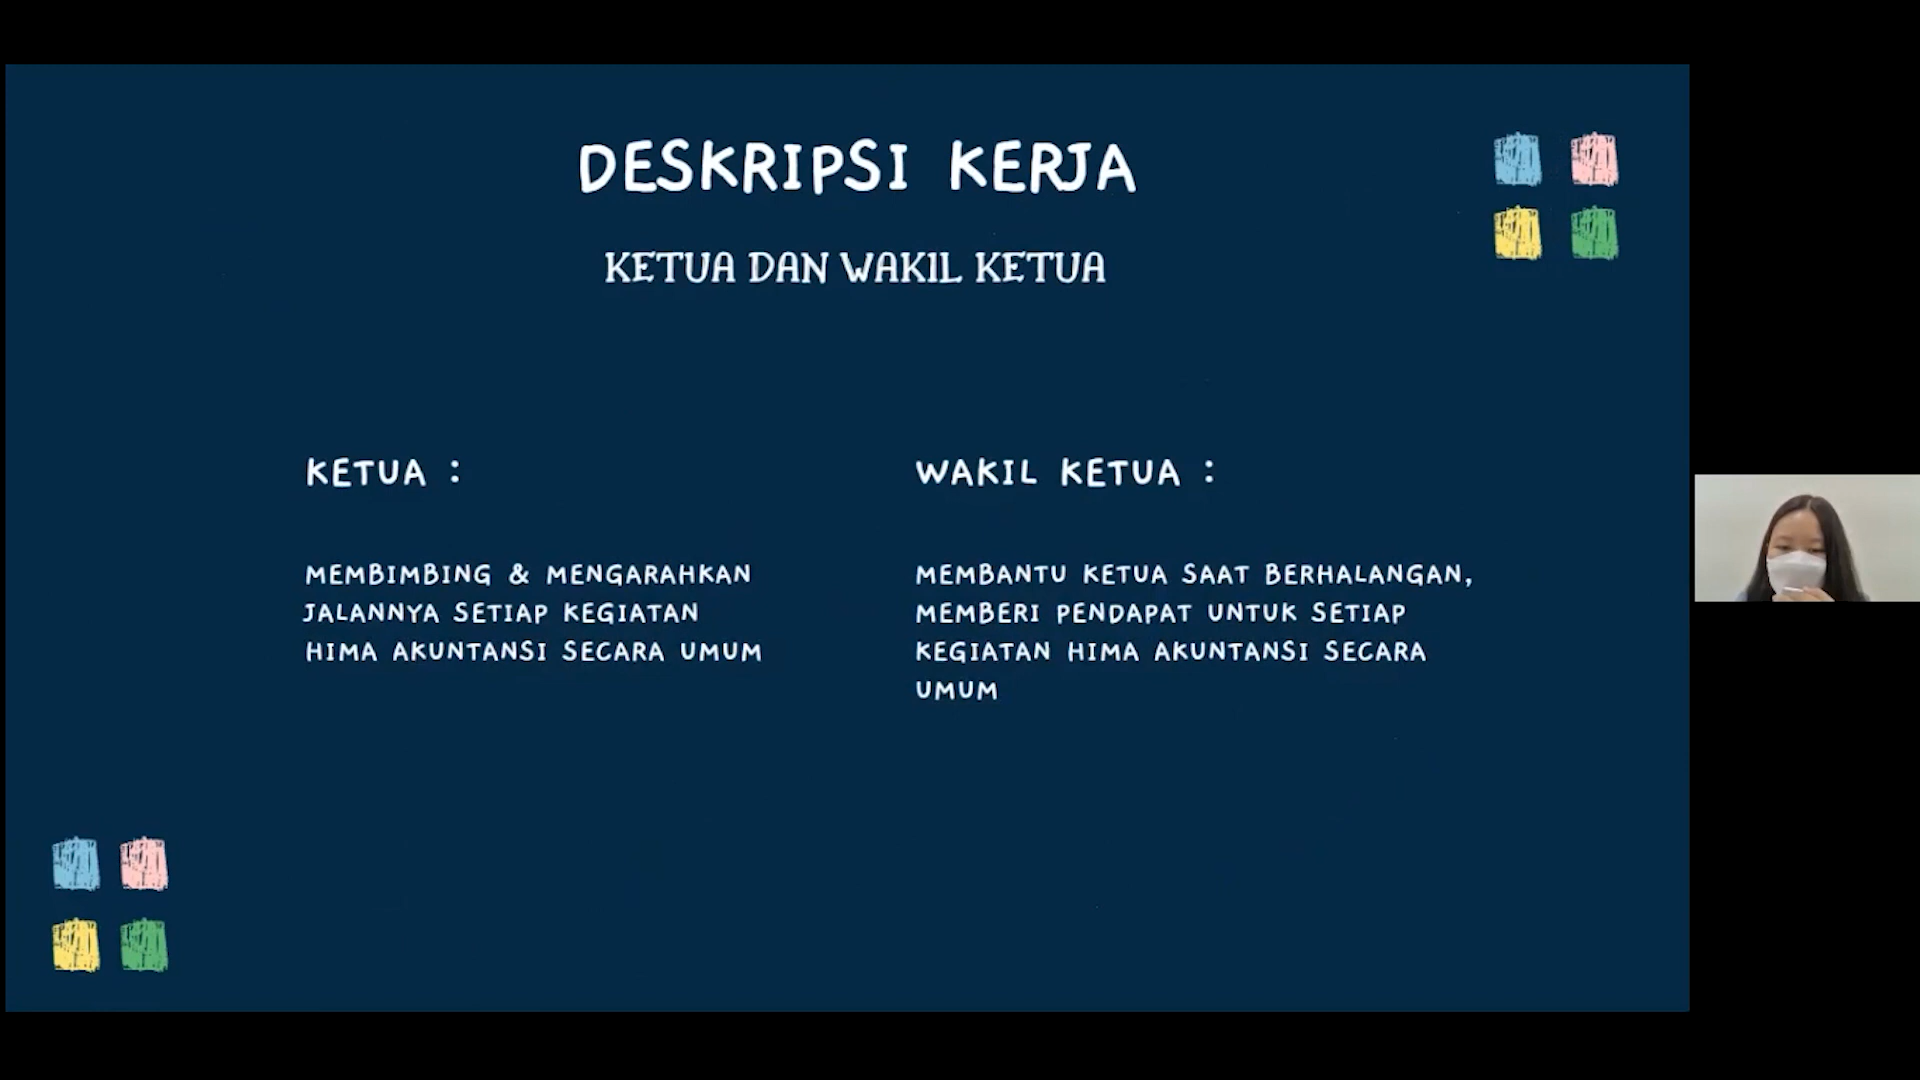 DESKRIPSI KERJA
KETUA DAN WAKIL KETUA
KETUA :
MEMBIMBING & MENGARAHKAN
JALANNYA SETIAP KEGIATAN
HIMA AKUNTANSI SECARA UMUM
WAKIL KETUA :
MEMBANTU KETUA SAAT BERHALANGAN,
MEMBERI PENDAPAT UNTUK SETIAP
KEGIATAN HIMA AKUNTANSI SECARA
UMUM